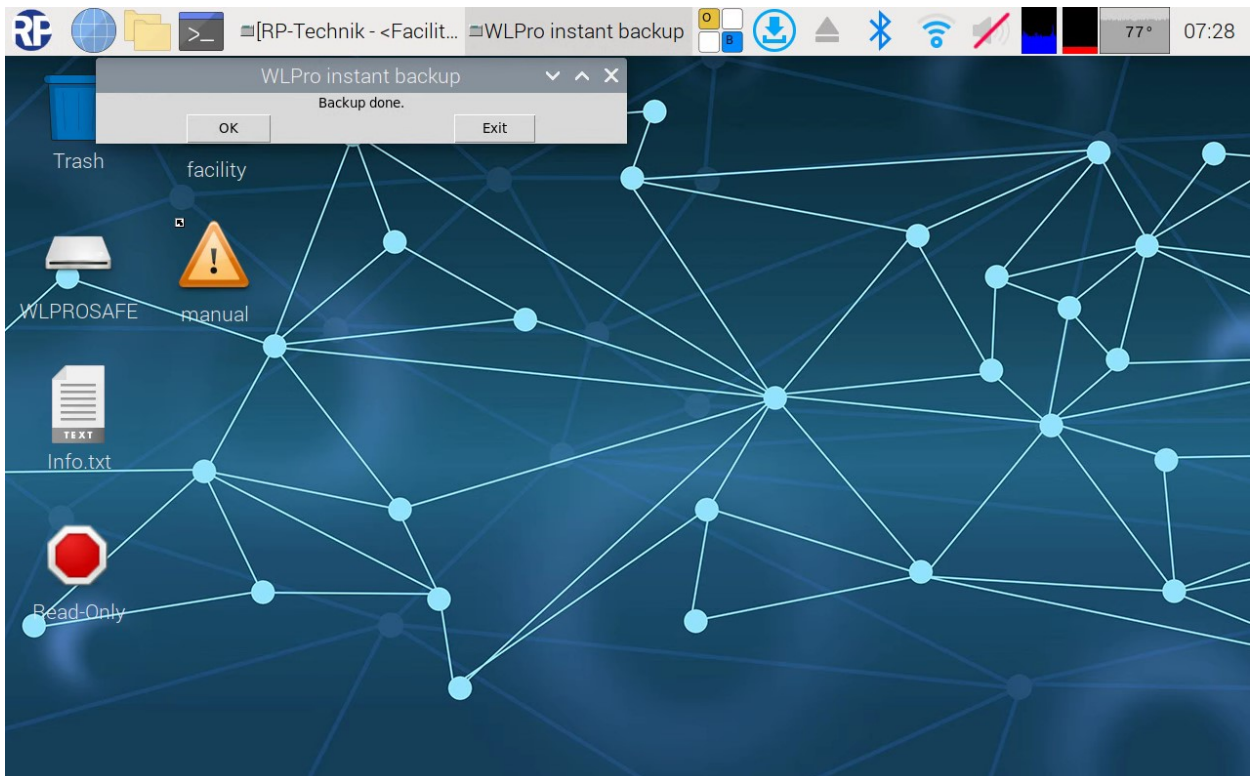 RP
>_
[RP-Technik - <Facilit...
WLPro instant backup
O
B
77°
07:28
WLPro instant backup
Backup done.
OK
Exit
Trash
facility
!
WLPROSAFE
manual
TEXT
Info.txt
Read-Only